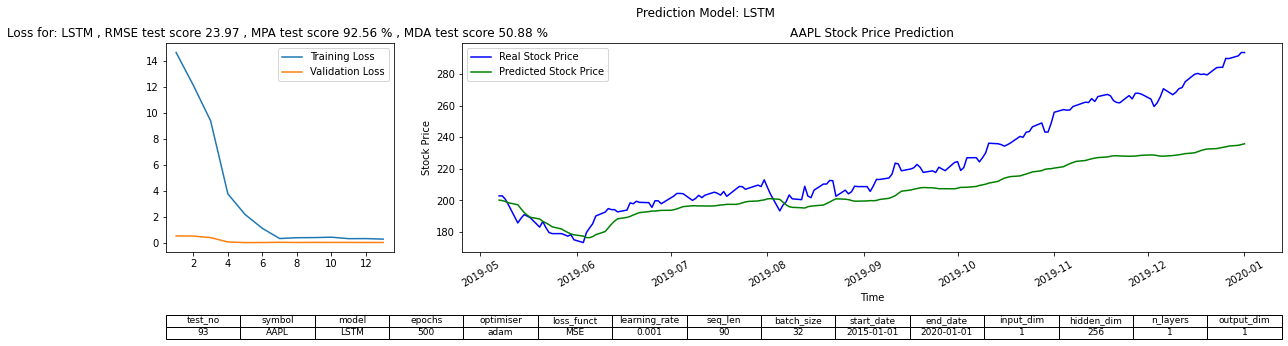 Prediction Model: LSTM
Loss for: LSTM , RMSE test score 23.97 , MPA test score 92.56 % , MDA test score 50.88 %
AAPL Stock Price Prediction
Training Loss
Validation Loss
14
12
10
8
6
4
2
0
2 4 6 8 10 12
Real Stock Price
Predicted Stock Price
Stock Price
280
260
240
220
200
180
2019-05 2019-06 2019-07 2019-08 2019-09 2019-10 2019-11 2019-12 2020-01
Time
test_no symbol model epochs optimiser loss_funct learning_rate seq_len batch_size start_date end_date input_dim hidden_dim n_layers output_dim
93 AAPL LSTM 500 adam MSE 0.001 90 32 2015-01-01 2020-01-01 1 256 1 1